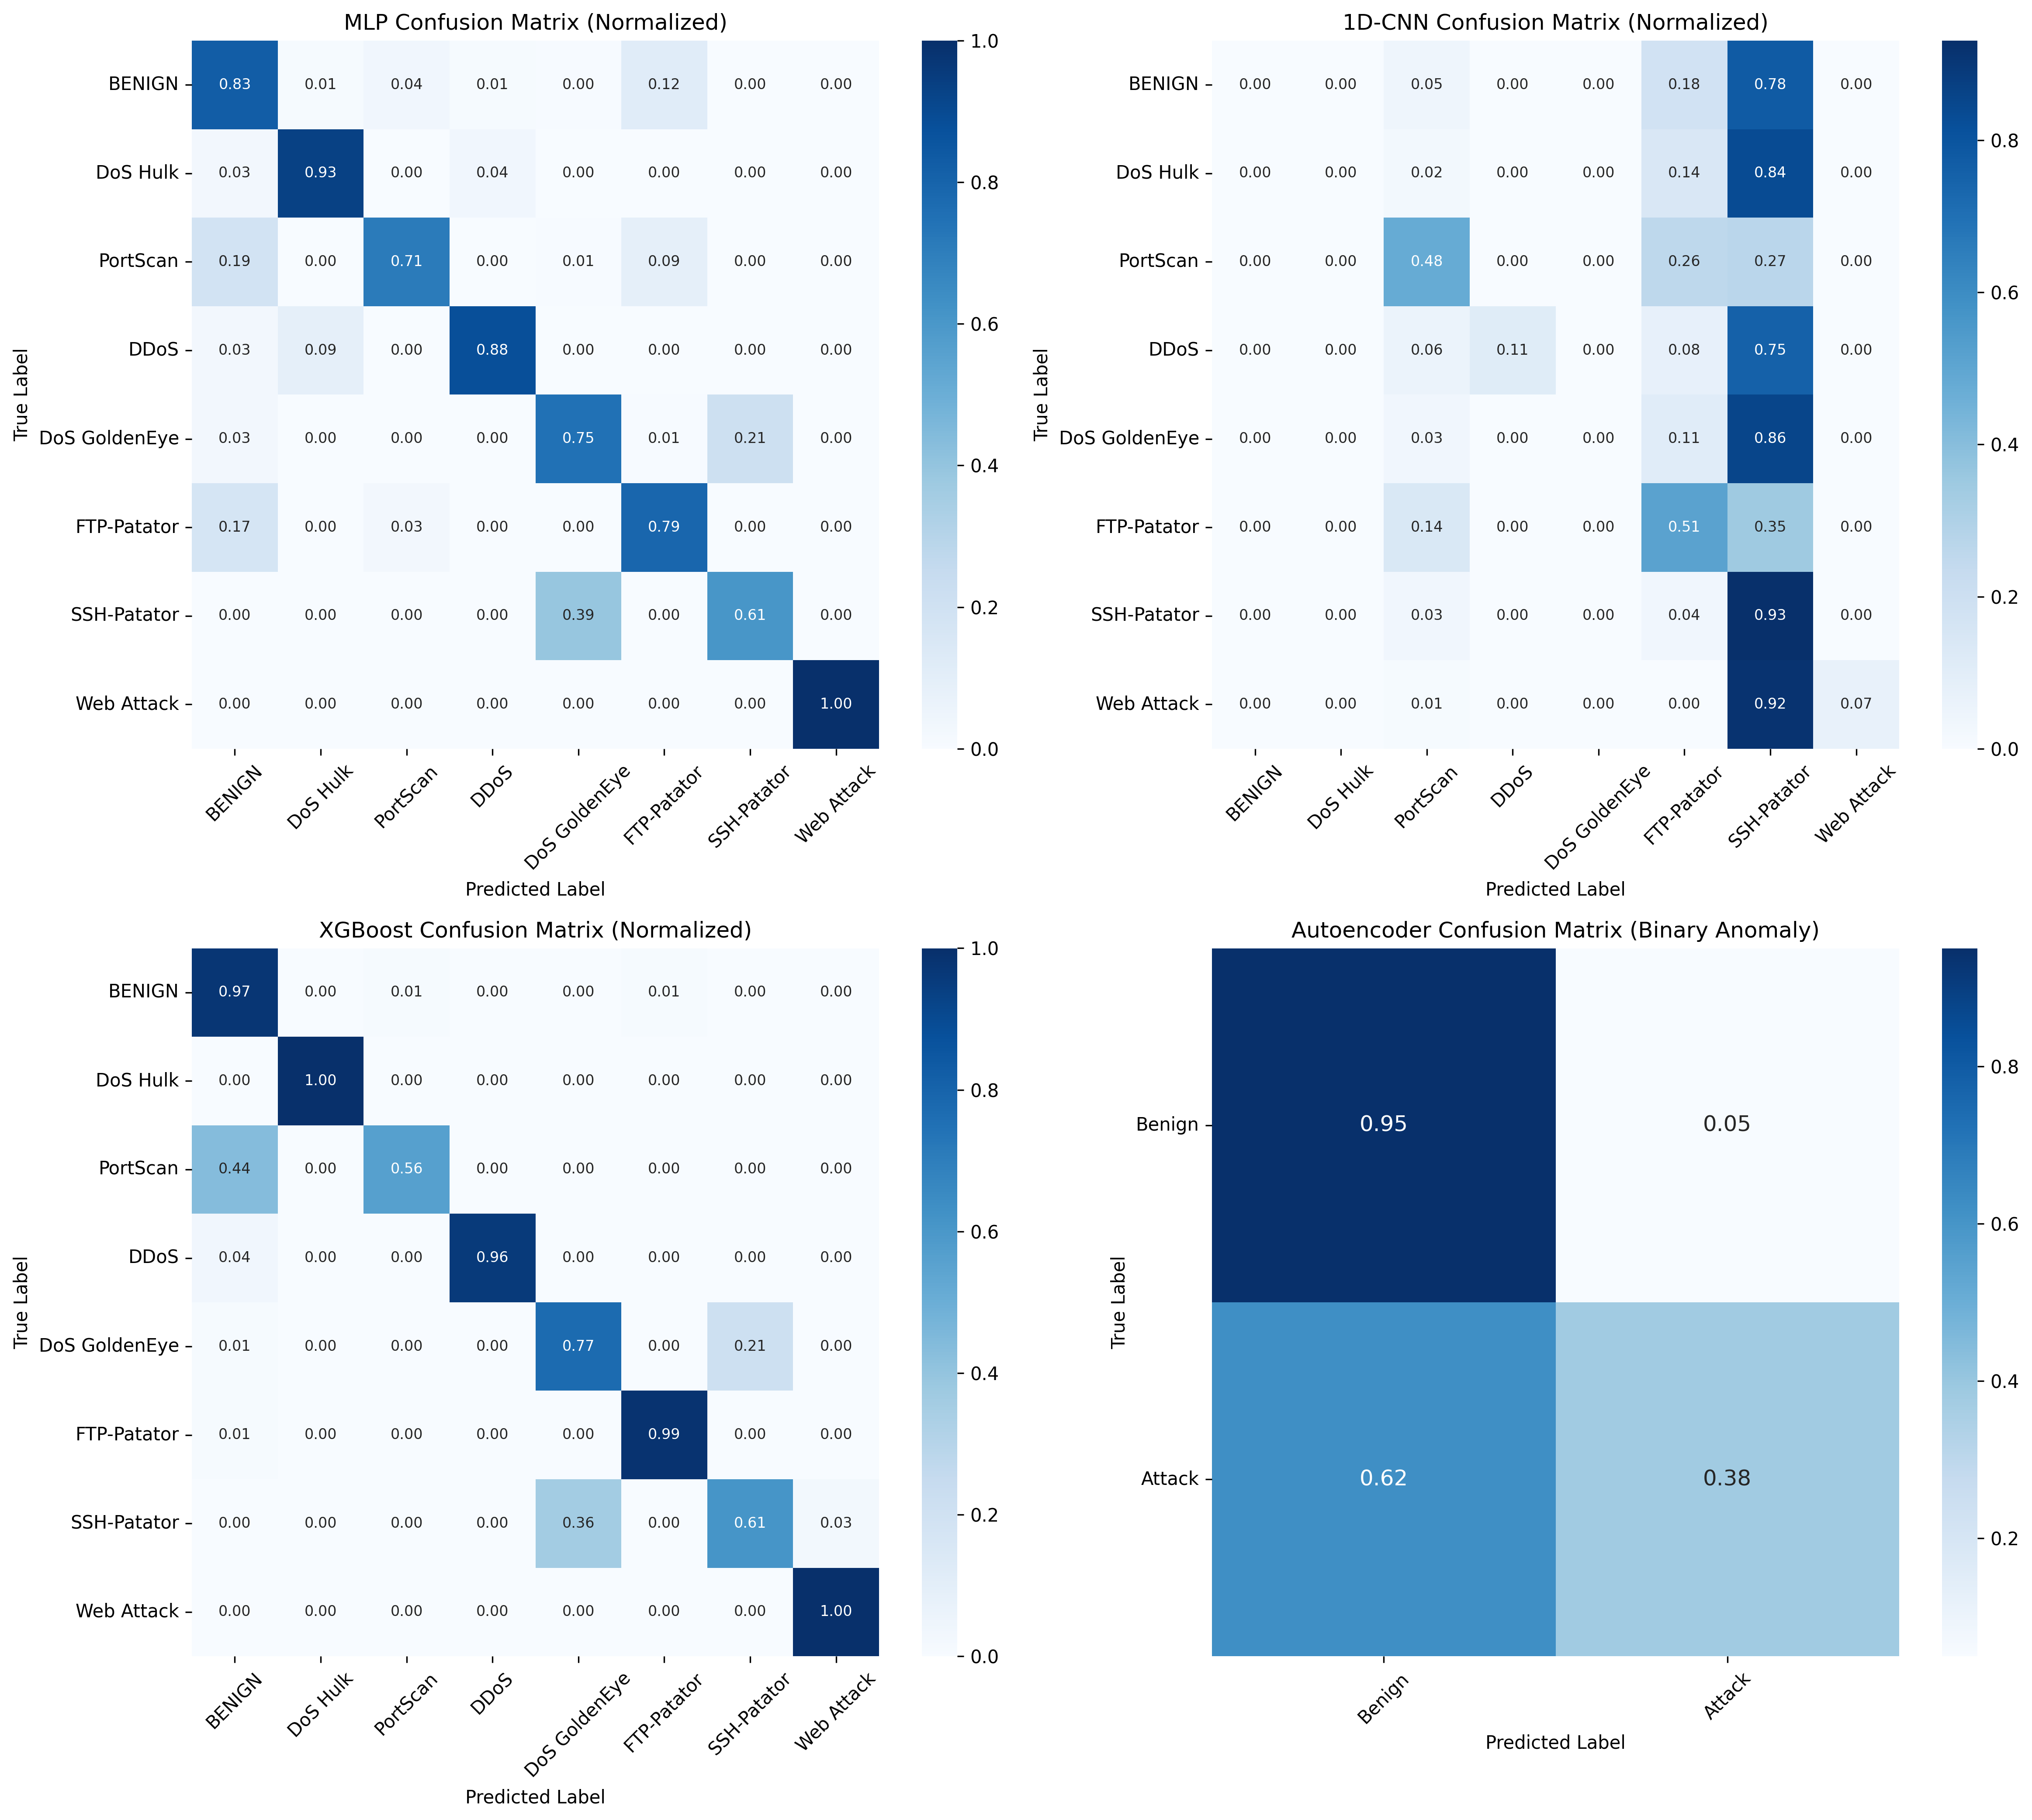 MLP Confusion Matrix (Normalized)
True Label
BENIGN 0.83 0.01 0.04 0.01 0.00 0.12 0.00 0.00
DoS Hulk 0.03 0.93 0.00 0.04 0.00 0.00 0.00 0.00
PortScan 0.19 0.00 0.71 0.00 0.01 0.09 0.00 0.00
DDoS 0.03 0.09 0.00 0.88 0.00 0.00 0.00 0.00
DoS GoldenEye 0.03 0.00 0.00 0.00 0.75 0.01 0.21 0.00
FTP-Patator 0.17 0.00 0.03 0.00 0.00 0.79 0.00 0.00
SSH-Patator 0.00 0.00 0.00 0.00 0.39 0.00 0.61 0.00
Web Attack 0.00 0.00 0.00 0.00 0.00 0.00 0.00 1.00
BENIGN DoS Hulk PortScan DDoS DoS GoldenEye FTP-Patator SSH-Patator Web Attack
Predicted Label
1.0
0.8
0.6
0.4
0.2
0.0
1D-CNN Confusion Matrix (Normalized)
True Label
BENIGN 0.00 0.00 0.05 0.00 0.00 0.18 0.78 0.00
DoS Hulk 0.00 0.00 0.02 0.00 0.00 0.14 0.84 0.00
PortScan 0.00 0.00 0.48 0.00 0.00 0.26 0.27 0.00
DDoS 0.00 0.00 0.06 0.11 0.00 0.08 0.75 0.00
DoS GoldenEye 0.00 0.00 0.03 0.00 0.00 0.11 0.86 0.00
FTP-Patator 0.00 0.00 0.14 0.00 0.00 0.51 0.35 0.00
SSH-Patator 0.00 0.00 0.03 0.00 0.00 0.04 0.93 0.00
Web Attack 0.00 0.00 0.01 0.00 0.00 0.00 0.92 0.07
BENIGN DoS Hulk PortScan DDoS DoS GoldenEye FTP-Patator SSH-Patator Web Attack
Predicted Label
0.8
0.6
0.4
0.2
0.0
XGBoost Confusion Matrix (Normalized)
True Label
BENIGN 0.97 0.00 0.01 0.00 0.00 0.01 0.00 0.00
DoS Hulk 0.00 1.00 0.00 0.00 0.00 0.00 0.00 0.00
PortScan 0.44 0.00 0.56 0.00 0.00 0.00 0.00 0.00
DDoS 0.04 0.00 0.00 0.96 0.00 0.00 0.00 0.00
DoS GoldenEye 0.01 0.00 0.00 0.00 0.77 0.00 0.21 0.00
FTP-Patator 0.01 0.00 0.00 0.00 0.00 0.99 0.00 0.00
SSH-Patator 0.00 0.00 0.00 0.00 0.36 0.00 0.61 0.03
Web Attack 0.00 0.00 0.00 0.00 0.00 0.00 0.00 1.00
BENIGN DoS Hulk PortScan DDoS DoS GoldenEye FTP-Patator SSH-Patator Web Attack
Predicted Label
1.0
0.8
0.6
0.4
0.2
0.0
Autoencoder Confusion Matrix (Binary Anomaly)
True Label
Benign 0.95 0.05
Attack 0.62 0.38
Benign Attack
Predicted Label
0.8
0.6
0.4
0.2